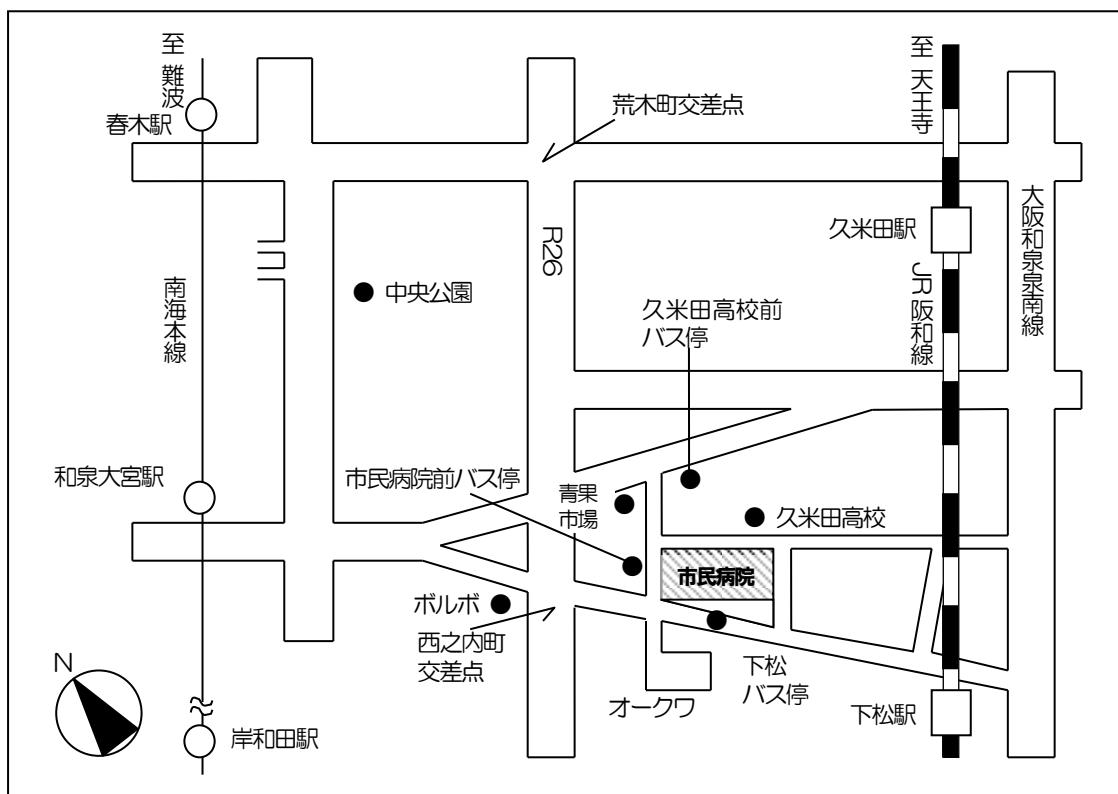 至 難波
春木駅
荒木町交差点
至 天王寺
久米田駅
大阪和泉泉南線
R26
南海本線
中央公園
久米田高校前
バス停
JR阪和線
和泉大宮駅
市民病院前バス停
青果
市場
久米田高校
市民病院
ボルボ
西之内町
交差点
下松
バス停
オークワ
下松駅
N
岸和田駅